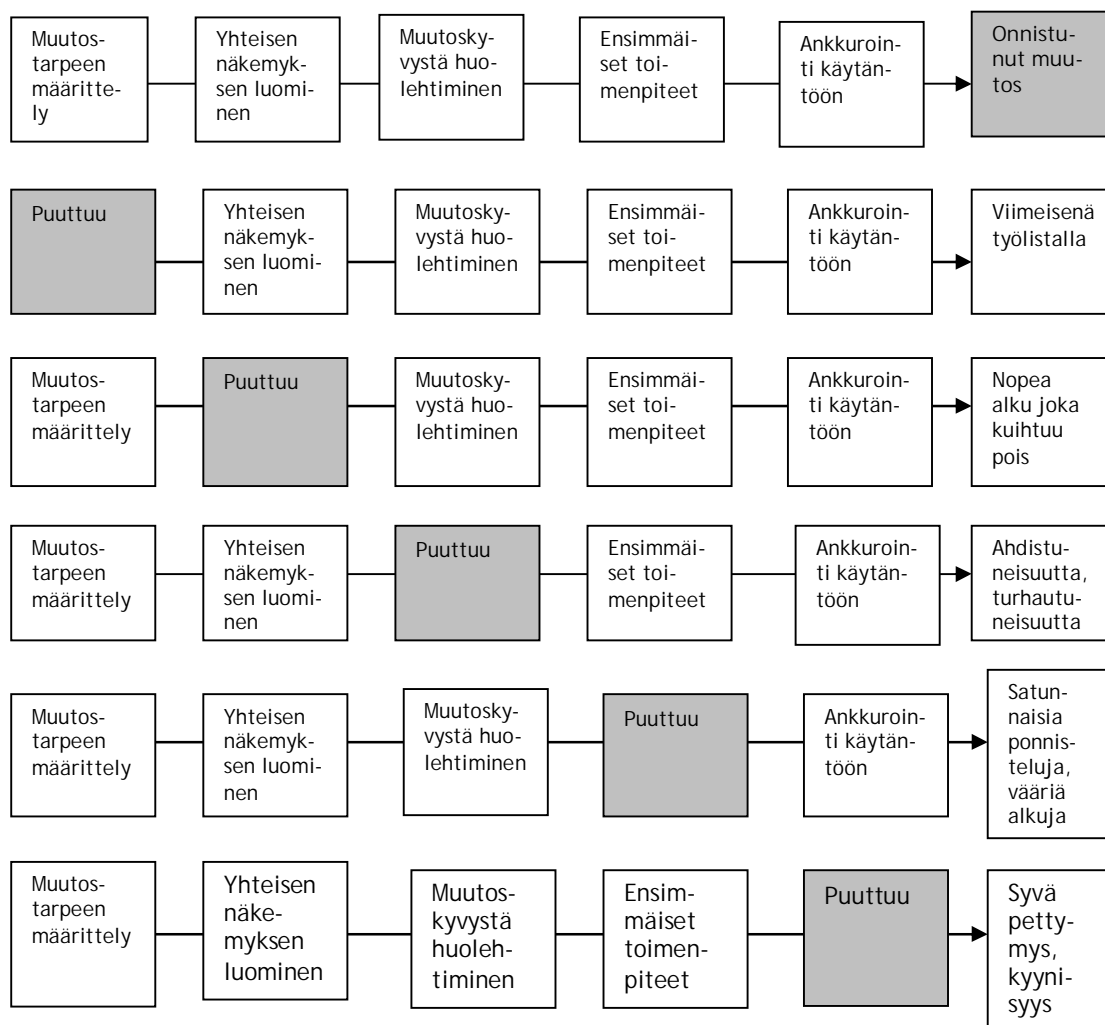 Muutos-
tarpeen
määritte-
ly
Yhteisen
näkemyk-
sen luomi-
nen
Muutosky-
vystä huo-
lehtiminen
Ensimmäi-
set toi-
menpiteet
Ankkuroin-
ti käytän-
töön
Onnistu-
nut muu-
tos
Puuttuu
Yhteisen
näkemyk-
sen luomi-
nen
Muutosky-
vystä huo-
lehtiminen
Ensimmäi-
set toi-
menpiteet
Ankkuroin-
ti käytän-
töön
Viimeisenä
työlistalla
Muutos-
tarpeen
määrittely
Puuttuu
Muutosky-
vystä huo-
lehtiminen
Ensimmäi-
set toi-
menpiteet
Ankkuroin-
ti käytän-
töön
Nopea
alku joka
kuihtuu
pois
Muutos-
tarpeen
määrittely
Yhteisen
näkemyk-
sen luomi-
nen
Puuttuu
Ensimmäi-
set toi-
menpiteet
Ankkuroin-
ti käytän-
töön
Ahdistu-
neisuutta,
turhautu-
neisuutta
Muutos-
tarpeen
määrittely
Yhteisen
näkemyk-
sen luomi-
nen
Muutosky-
vystä huo-
lehtiminen
Puuttuu
Ankkuroin-
ti käytän-
töön
Satun-
naisia
ponnis-
teluja,
vääriä
alkuja
Muutos-
tarpeen
määrittely
Yhteisen
näke-
myksen
luominen
Muutos-
kyvystä
huoleh-
timinen
Ensim-
mäiset
toimen-
piteet
Puuttuu
Syvä
petty-
mys,
kyyni-
syys